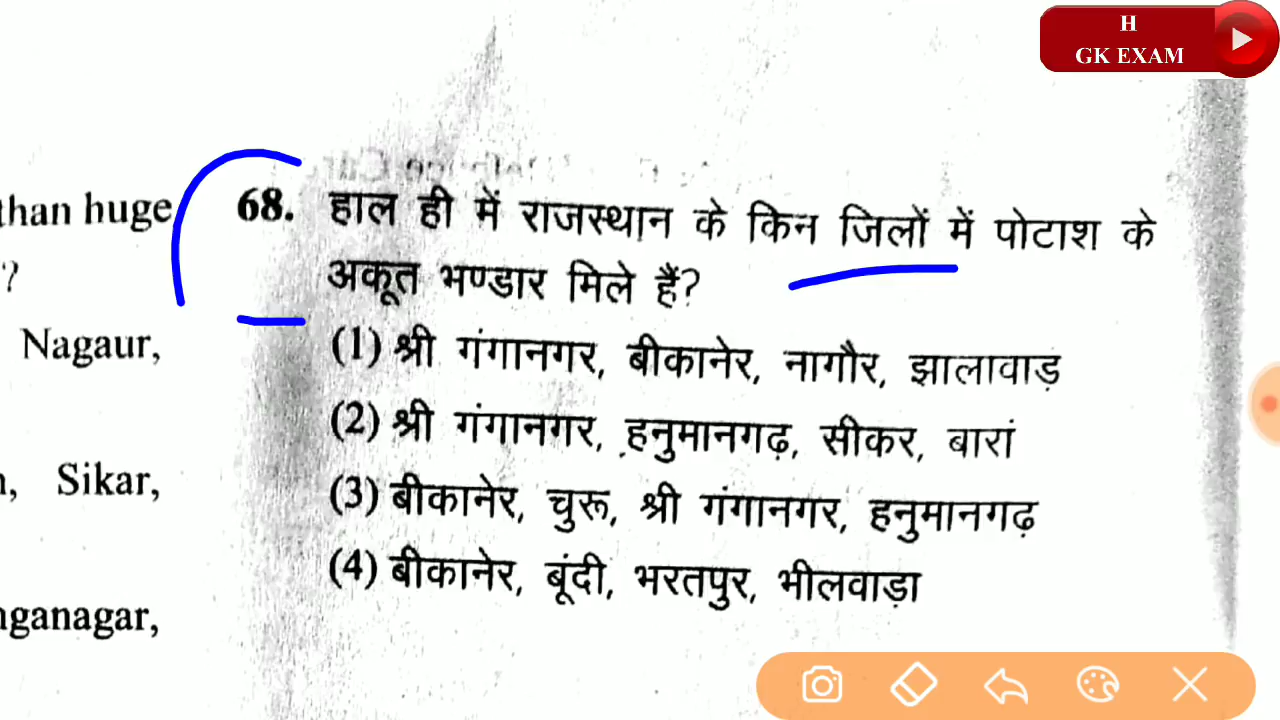 H
GK EXAM
than huge
?
Nagaur,
Sikar,
nganagar,
68. हाल ही में राजस्थान के किन जिलों में पोटाश के
अकूत भण्डार मिले हैं?
(1) श्री गंगानगर, बीकानेर, नागौर, झालावाड़
(2) श्री गंगानगर, हनुमानगढ़, सीकर, बारां
(3) बीकानेर, चुरू, श्री गंगानगर, हनुमानगढ़
(4) बीकानेर, बूंदी, भरतपुर, भीलवाड़ा